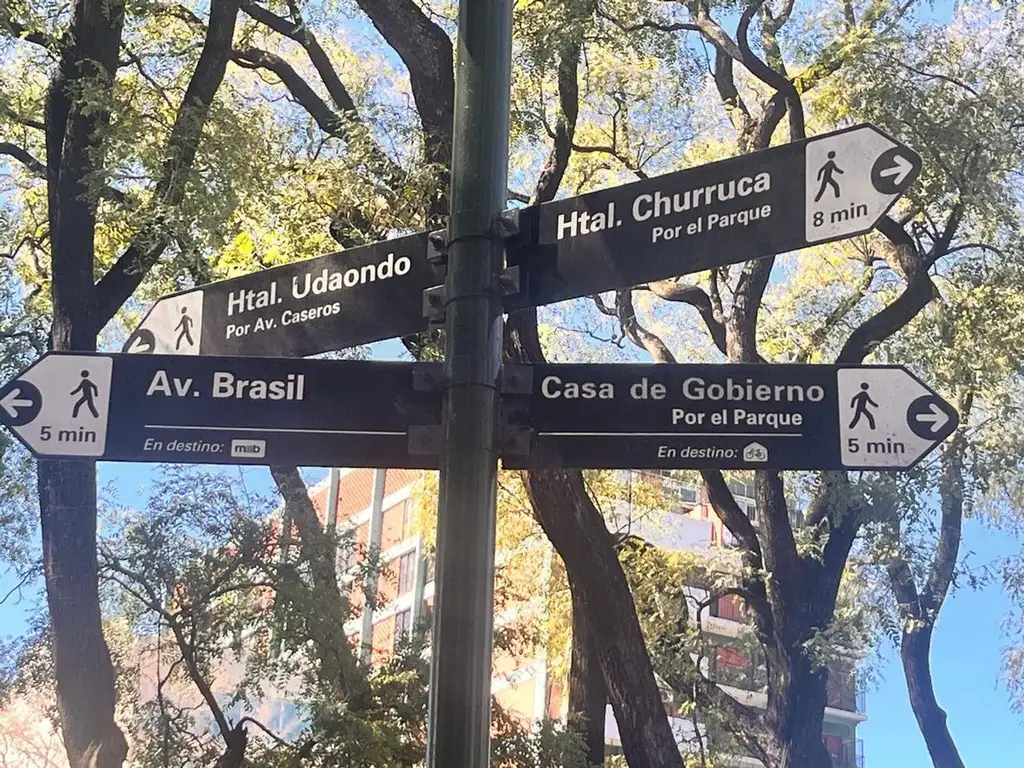 Htal. Udaondo
Por Av. Caseros
Htal. Churruca
Por el Parque
8 min
Av. Brasil
5 min
En destino: mob
Casa de Gobierno
Por el Parque
5 min
En destino: